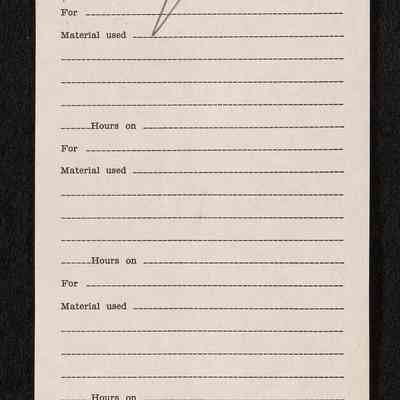 For
Material used
Hours on
For
Material used
Hours on
For
Material used
Hours on